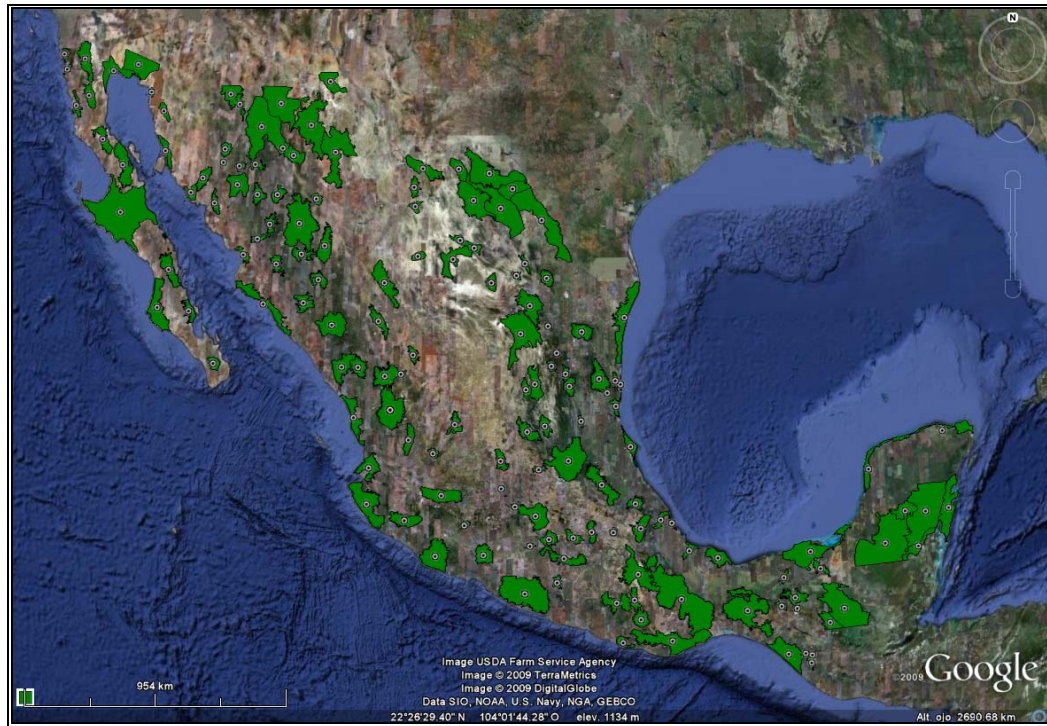 N
Image USDA Farm Service Agency
Image © 2009 TerraMetrics
Image © 2009 DigitalGlobe
Data SIO, NOAA, U.S. Navy, NGA, GEBCO
954 km
©2009 Google
22°26'29.40" N 104°01'44.28" O elev. 1134 m
Alt. ojo 2690.68 km